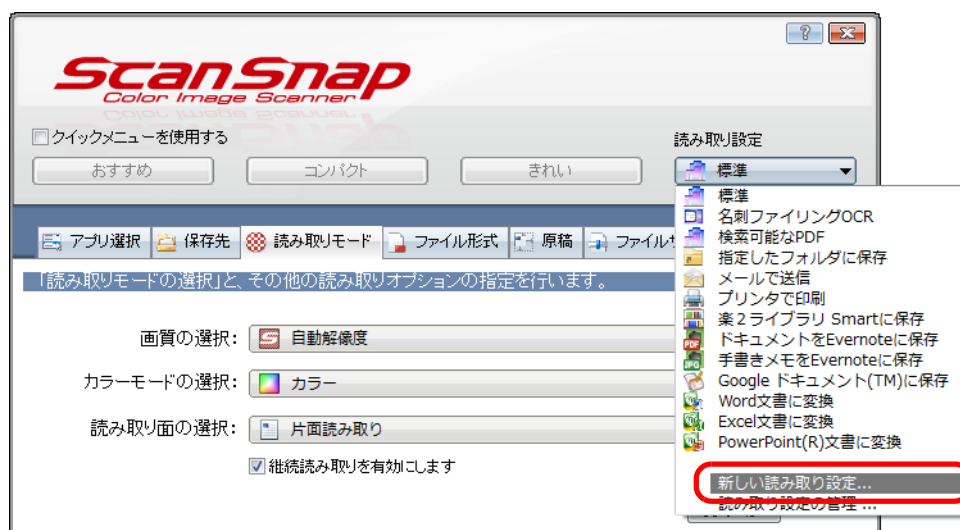 ScanSnap
Color Image Scanner
クイックメニューを使用する
読み取り設定
おすすめ
コンパクト
きれい
標準
標準
名刺ファイリングOCR
検索可能なPDF
指定したフォルダに保存
メールで送信
プリンタで印刷
楽2ライブラリ Smartに保存
ドキュメントをEvernoteに保存
手書きメモをEvernoteに保存
Google ドキュメント(TM)に保存
Word文書に変換
Excel文書に変換
PowerPoint(R)文書に変換
新しい読み取り設定...
読み取り設定の管理 ...
アプリ選択
保存先
読み取りモード
ファイル形式
原稿
ファイルサ
「読み取りモードの選択」と、その他の読み取りオプションの指定を行います。
画質の選択:
自動解像度
カラーモードの選択:
カラー
読み取り面の選択:
片面読み取り
継続読み取りを有効にします